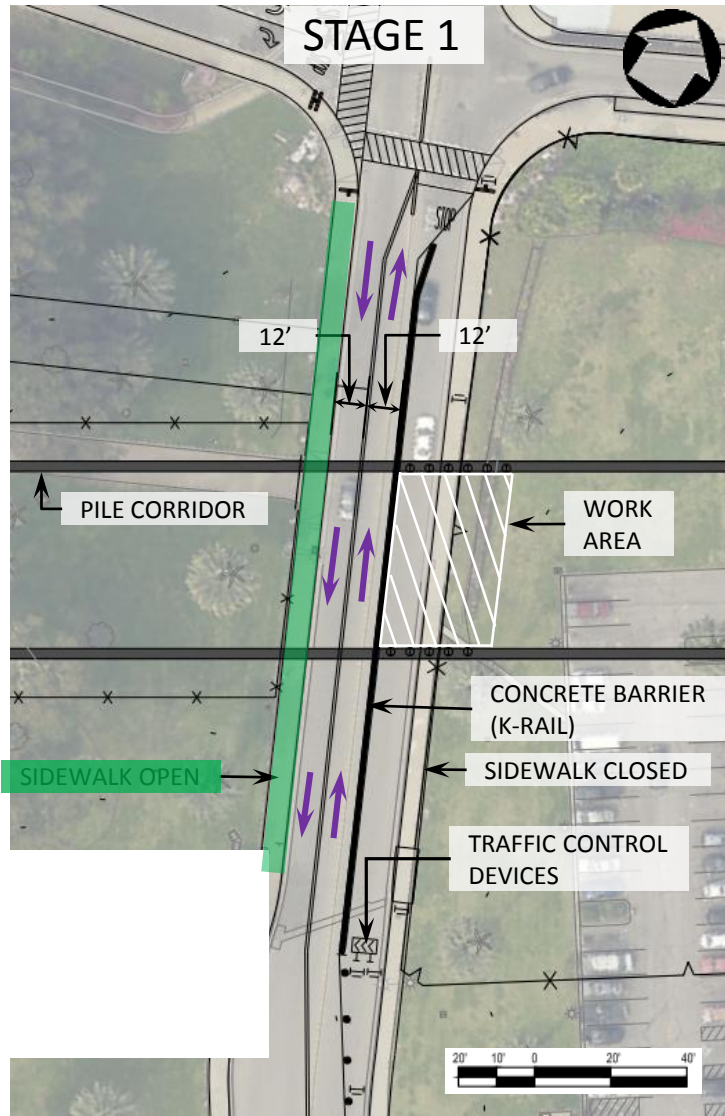 STAGE 1
STOP
12’
12’
PILE CORRIDOR
WORK
AREA
CONCRETE BARRIER
(K-RAIL)
SIDEWALK OPEN
SIDEWALK CLOSED
TRAFFIC CONTROL
DEVICES
20' 10' 0 20' 40'